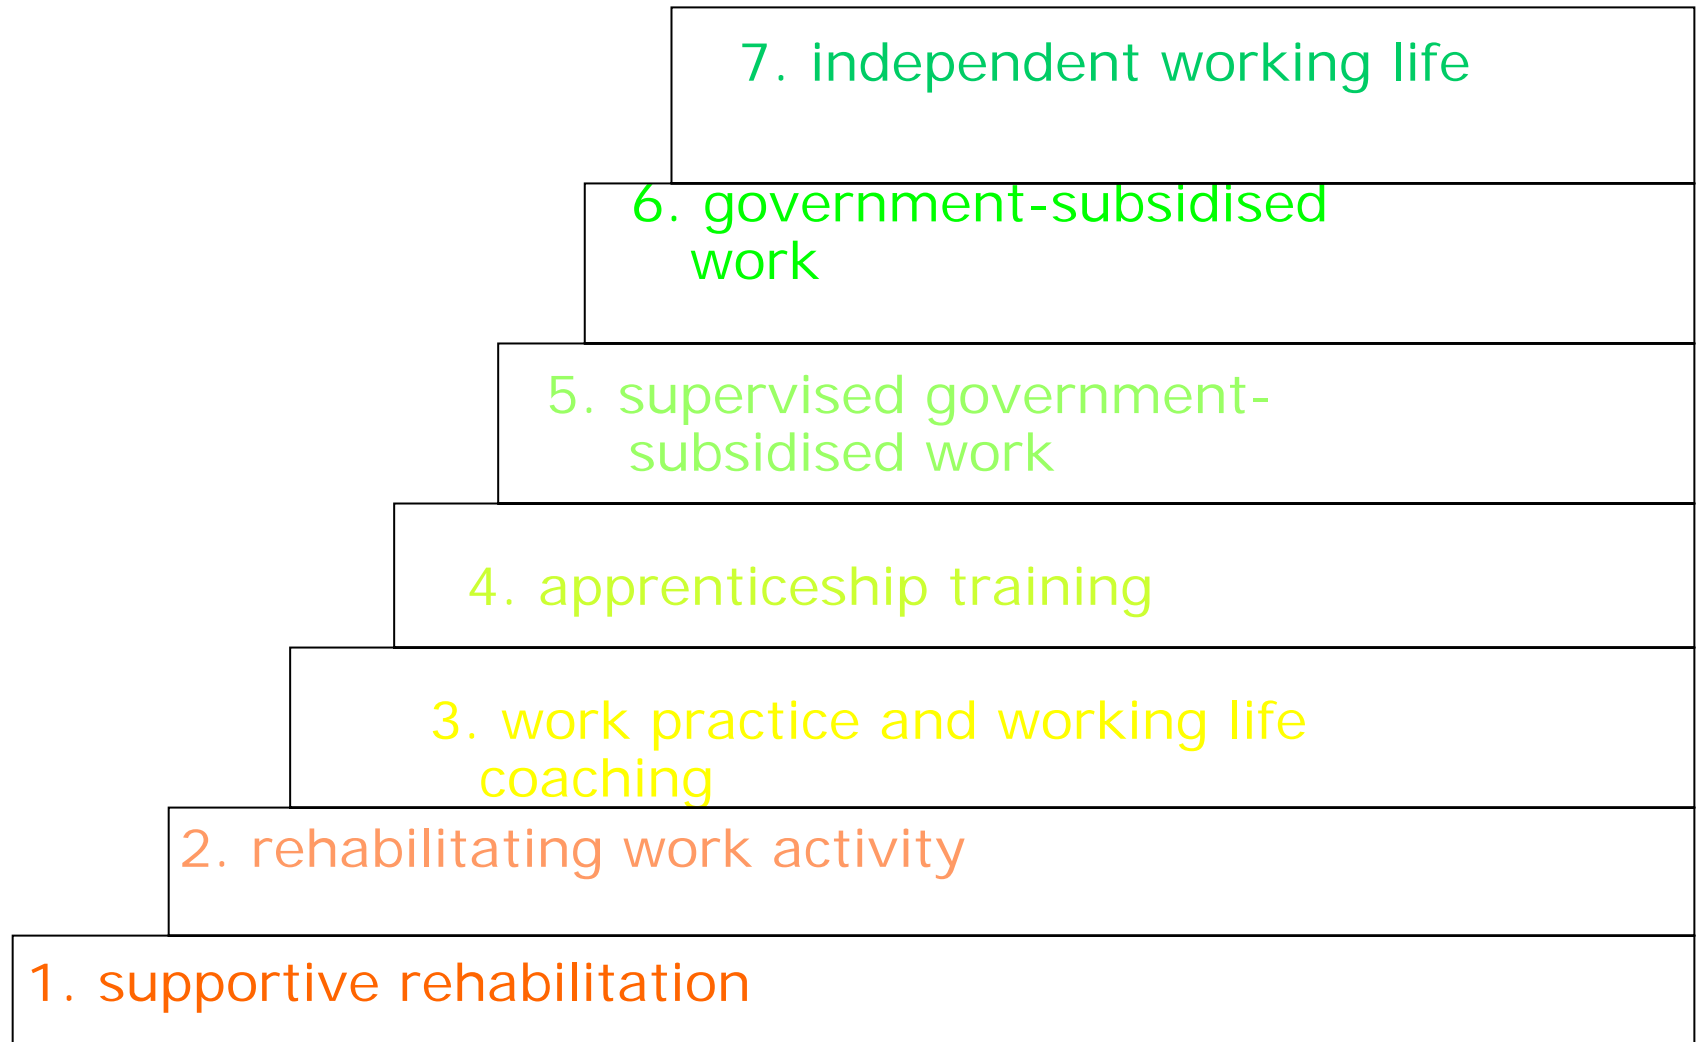 7. independent working life
6. government-subsidised
work
5. supervised government-
subsidised work
4. apprenticeship training
3. work practice and working life
coaching
2. rehabilitating work activity
1. supportive rehabilitation